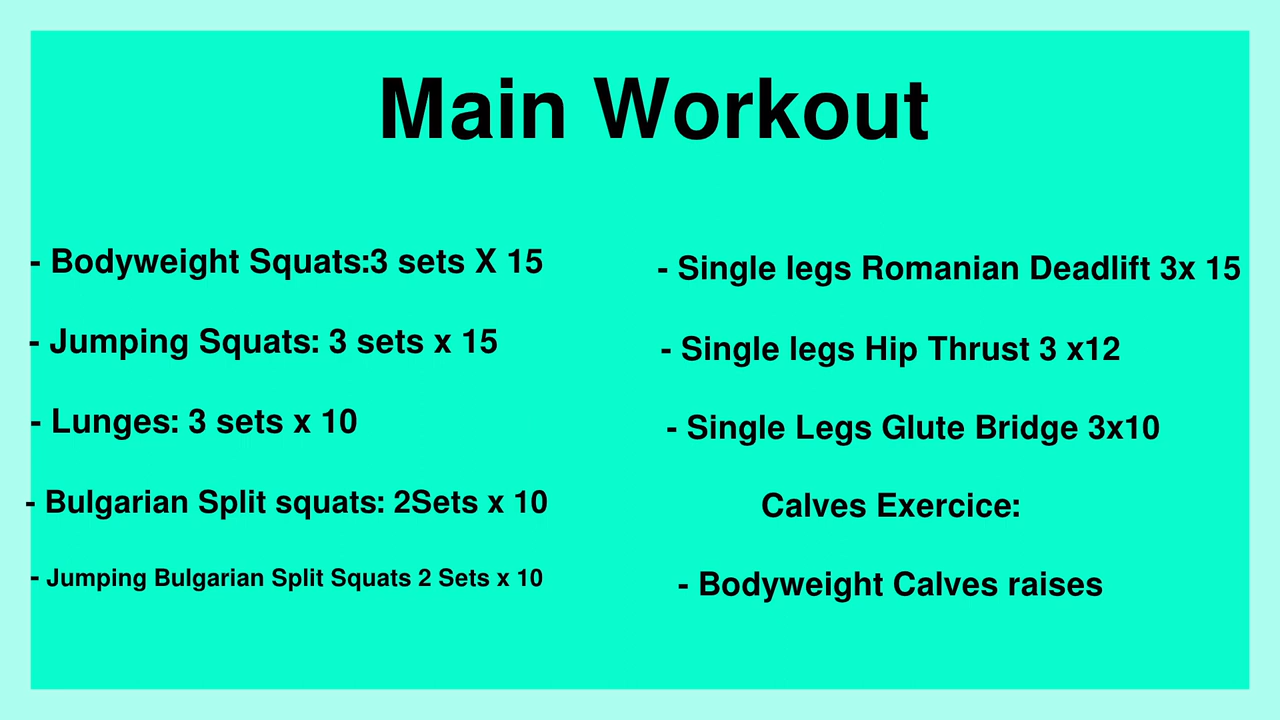 Main Workout
- Bodyweight Squats:3 sets X 15
- Jumping Squats: 3 sets x 15
- Lunges: 3 sets x 10
- Bulgarian Split squats: 2Sets x 10
- Jumping Bulgarian Split Squats 2 Sets x 10
- Single legs Romanian Deadlift 3x 15
- Single legs Hip Thrust 3 x12
- Single Legs Glute Bridge 3x10
Calves Exercice:
- Bodyweight Calves raises